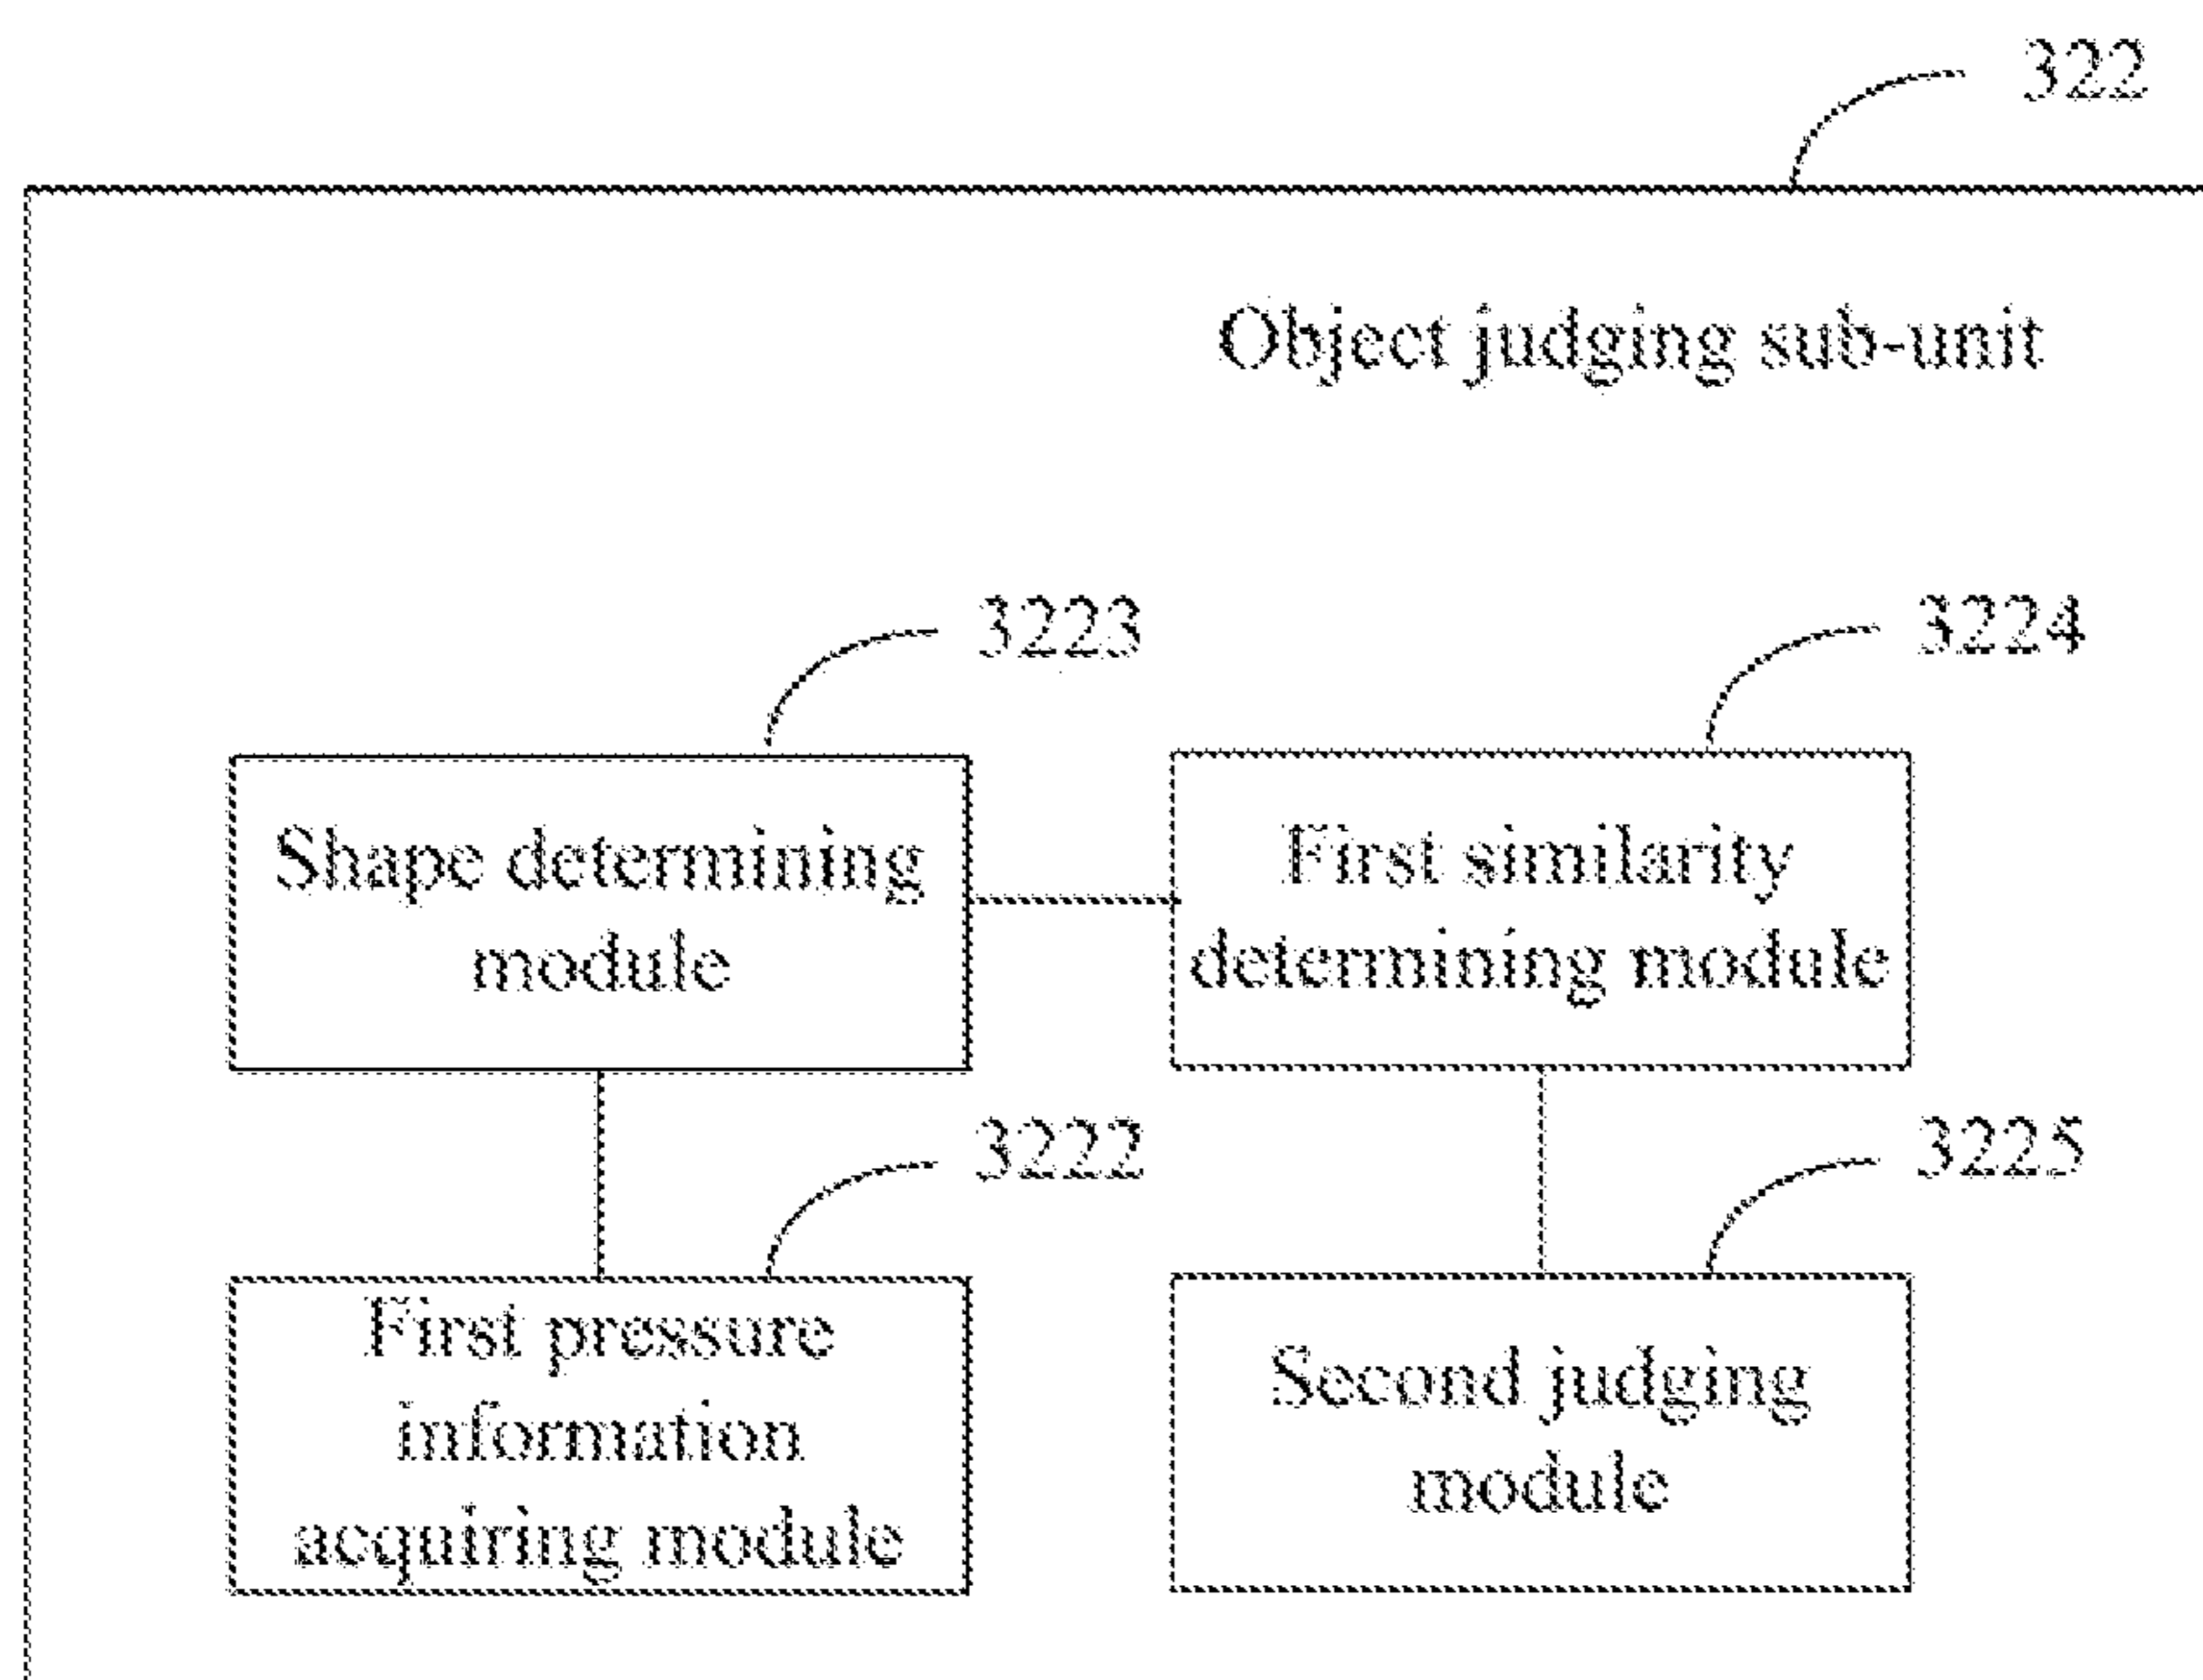 322
Object judging sub-unit
3223
3224
Shape determining
module
First similarity
determining module
3222
3225
First pressure
information
acquiring module
Second judging
module